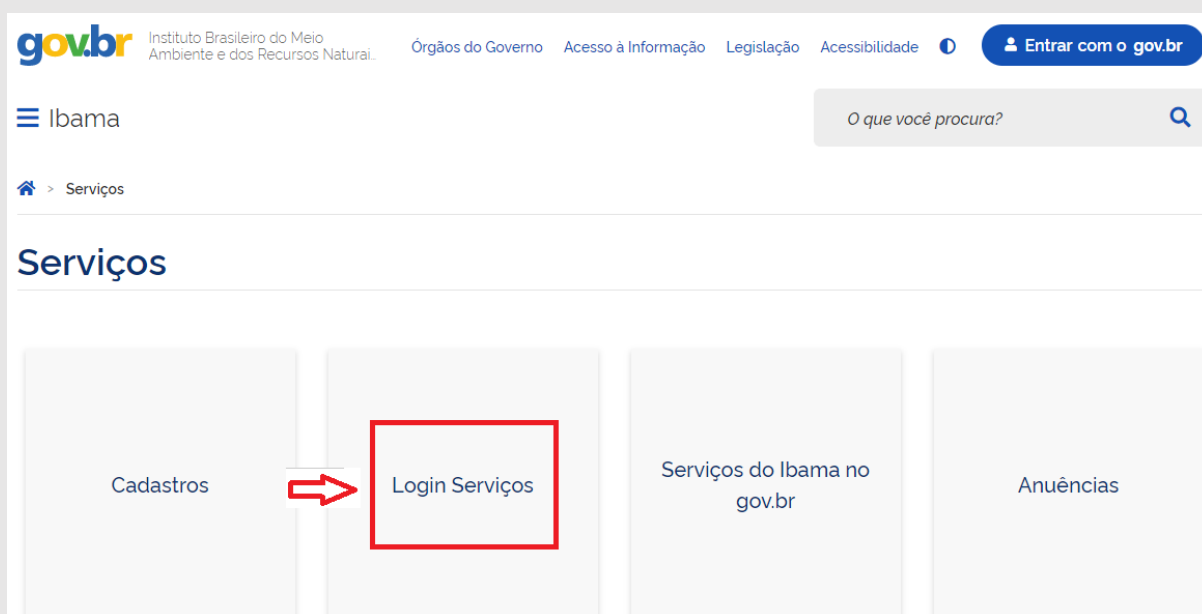 gov.br
Instituto Brasileiro do Meio
Ambiente e dos Recursos Naturai...
Órgãos do Governo
Acesso à Informação
Legislação
Acessibilidade
Entrar com o gov.br
Ibama
O que você procura?
> Serviços
Serviços
Cadastros
Login Serviços
Serviços do Ibama no
gov.br
Anuências